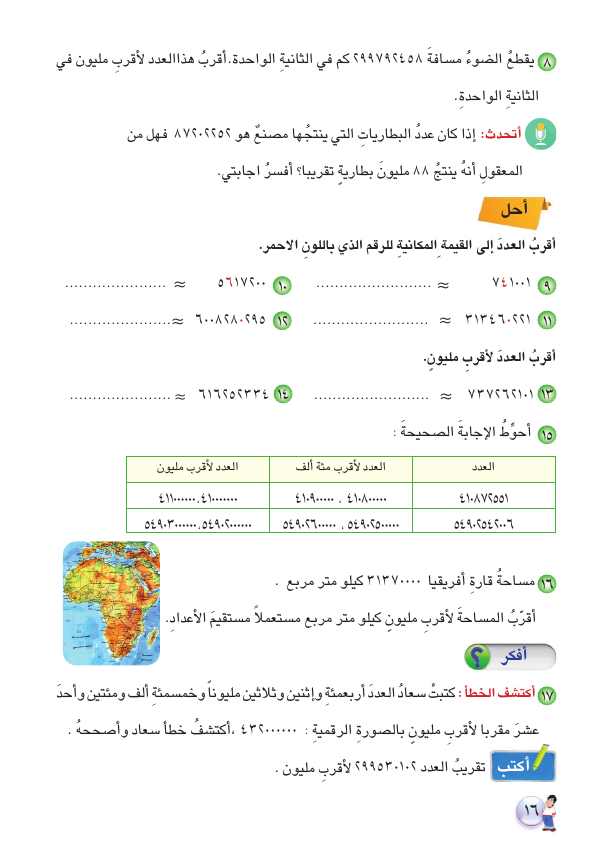 ٨ يقطعُ الضوءُ مسافةَ ٢٩٩٧٩٢٤٥٨ كم في الثانيةِ الواحدة. أقربُ هذا العدد لأقربِ مليون في
الثانيةِ الواحدةِ.
أتحدث: إذا كان عددُ البطارياتِ التي ينتجُها مصنعٌ هو ٨٧٢٠٢٢٥٢ فهل من
المعقولِ أنهُ ينتجُ ٨٨ مليونَ بطاريةٍ تقريبا؟ أفسرُ اجابتي.
أحل
أقربُ العددَ إلى القيمةِ المكانيةِ للرقم الذي باللونِ الاحمر.
٩ ٧٤١٠٠١ ≈ ........................ ١٠ ٥٦١٧٢٠٠ ≈ ......................
١١ ٣١٣٤٦٠٢٢١ ≈ ........................ ١٢ ٦٠٠٨٢٨٠٢٩٥ ≈ ......................
أقربُ العددَ لأقربِ مليونٍ.
١٣ ٧٣٧٢٦٢١٠١ ≈ ........................ ١٤ ٦١٦٢٥٢٣٣٤ ≈ ......................
١٥ أحوِّطُ الإجابةَ الصحيحةَ :
العدد العدد لأقرب مئة ألف العدد لأقرب مليون
٤١٠٨٧٢٥٥١ ٤١٠٨٠٠٠٠٠ ، ٤١٠٩٠٠٠٠٠ ٤١٠٠٠٠٠٠٠، ٤١١٠٠٠٠٠٠
٥٤٩٠٢٥٤٢٠٠٦ ٥٤٩٠٢٥٠٠٠٠٠ ، ٥٤٩٠٢٦٠٠٠٠٠ ٥٤٩٠٢٠٠٠٠٠٠، ٥٤٩٠٣٠٠٠٠٠٠
١٦ مساحةُ قارةِ أفريقيا ٣١٣٧٠٠٠٠ كيلو متر مربع .
أقرّبُ المساحةَ لأقربِ مليونٍ كيلو متر مربع مستعملاً مستقيمَ الأعدادِ.
أفكر ؟
١٧ أكتشف الخطأ : كتبتْ سعادُ العددَ أربعمئةٍ وإثنين وثلاثين مليوناً وخمسمئةِ ألف ومئتين وأحدَ
عشرَ مقربا لأقربِ مليونٍ بالصورةِ الرقميةِ : ٤٣٢٠٠٠٠٠٠ ،أكتشفُ خطأ سعاد وأصححهُ .
أكتب تقريبُ العدد ٢٩٩٥٣٠١٠٢ لأقربِ مليون .
١٦